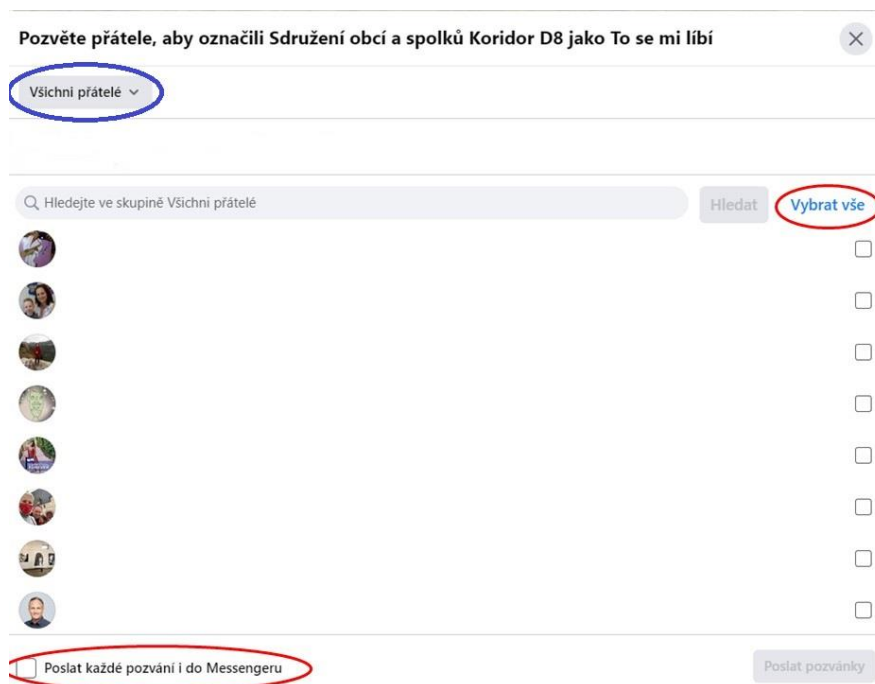 Pozvěte přátele, aby označili Sdružení obcí a spolků Koridor D8 jako To se mi líbí
Všichni přátelé
Hledejte ve skupině Všichni přátelé
Hledat
Vybrat vše
Poslat každé pozvání i do Messengeru
Poslat pozvánky